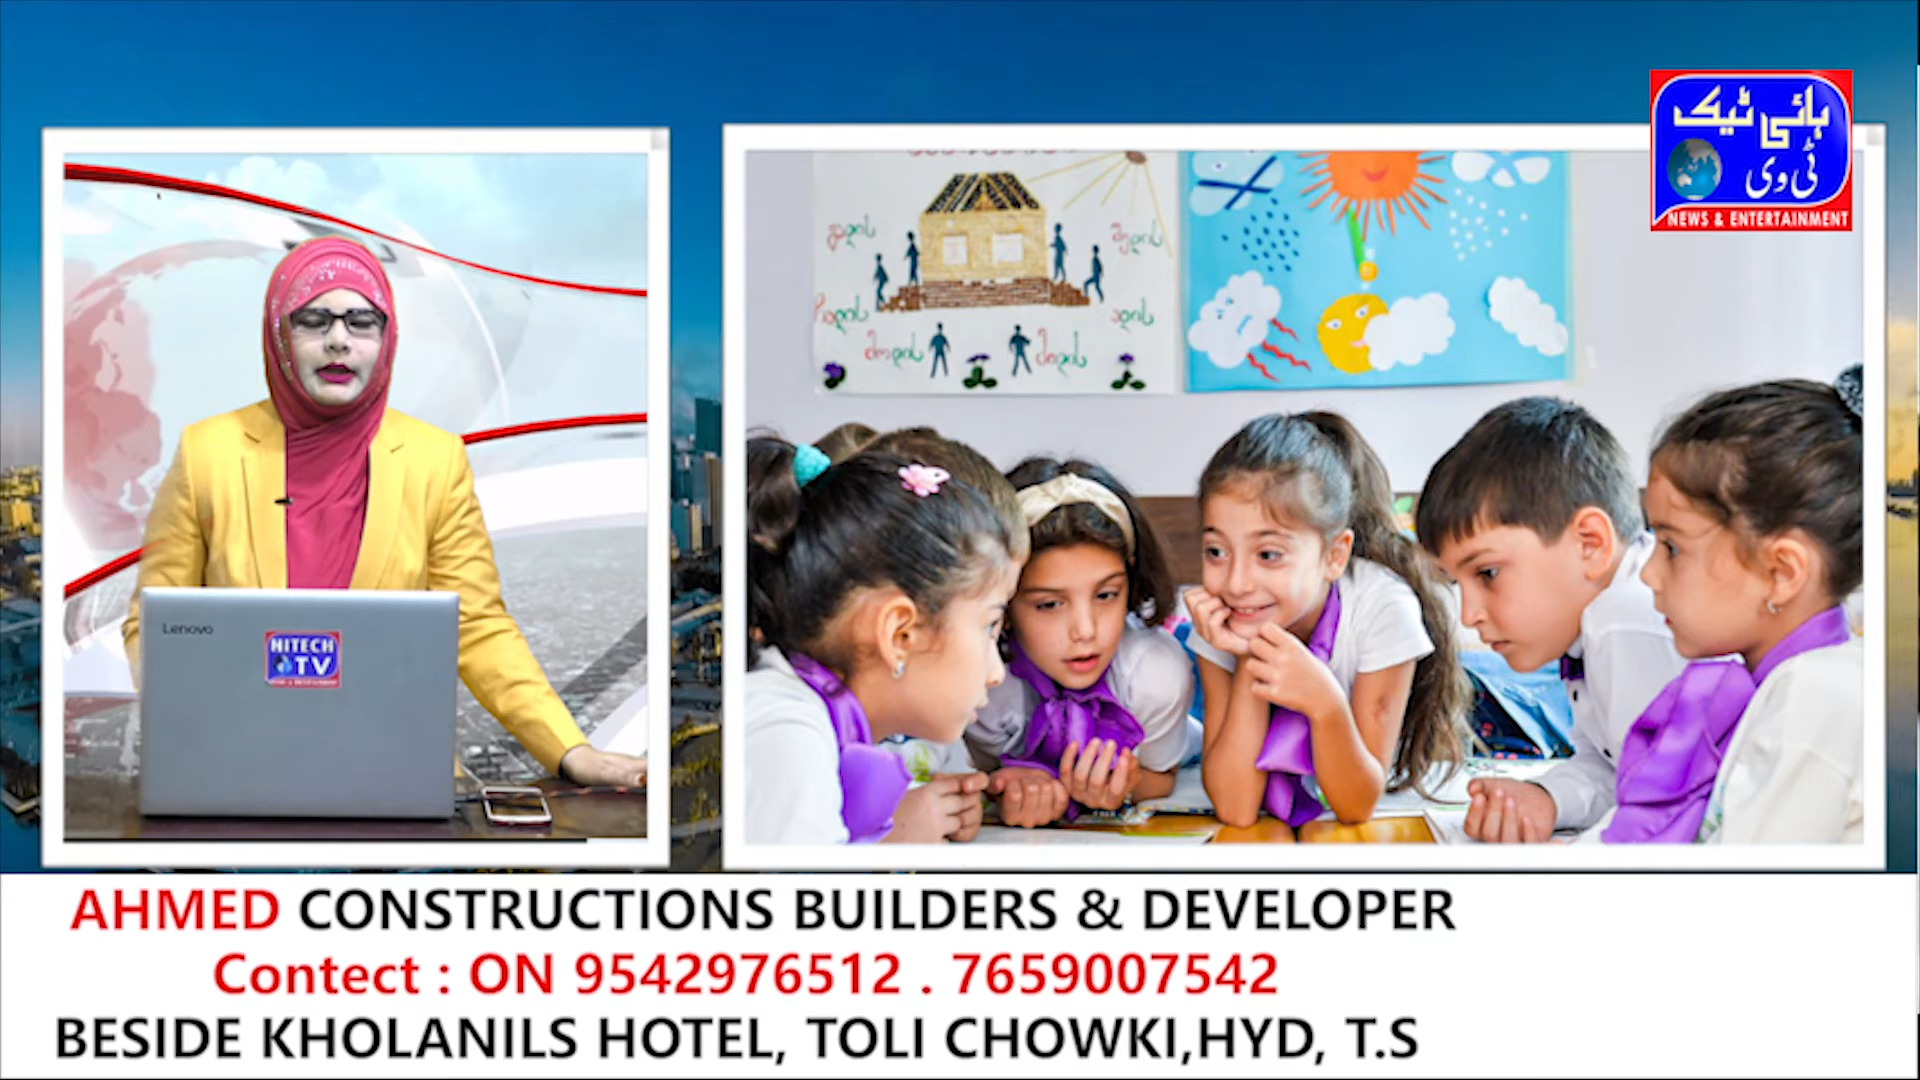 ہائی ٹیک
ٹی وی
NEWS & ENTERTAINMENT
Lenovo
HITECH
TV
AHMED CONSTRUCTIONS BUILDERS & DEVELOPER
Contect : ON 9542976512 . 7659007542
BESIDE KHOLANILS HOTEL, TOLI CHOWKI,HYD, T.S